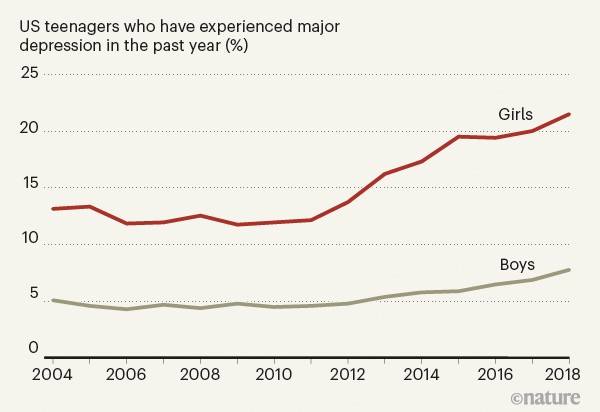 US teenagers who have experienced major
depression in the past year (%)
25
Girls
20
15
10
Boys
5
0
2004 2006 2008 2010 2012 2014 2016 2018
©nature